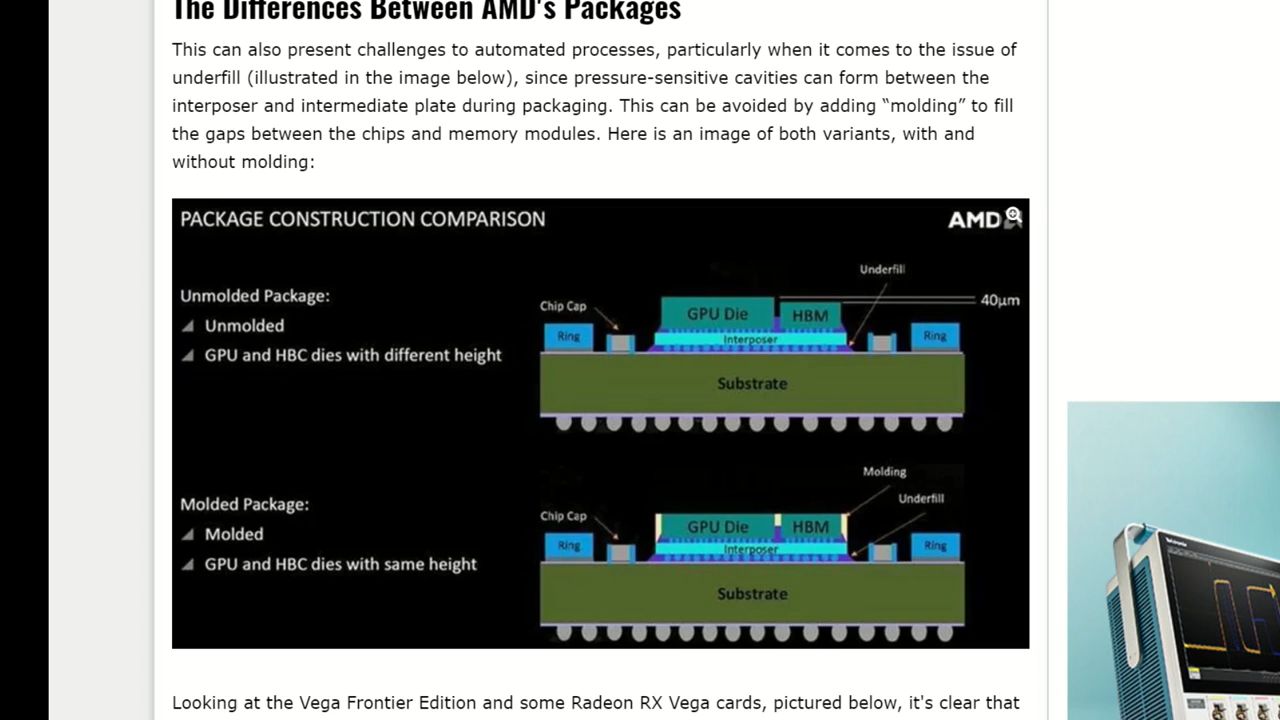 The Differences Between AMD's Packages
This can also present challenges to automated processes, particularly when it comes to the issue of
underfill (illustrated in the image below), since pressure-sensitive cavities can form between the
interposer and intermediate plate during packaging. This can be avoided by adding “molding” to fill
the gaps between the chips and memory modules. Here is an image of both variants, with and
without molding:
PACKAGE CONSTRUCTION COMPARISON
AMD
Unmolded Package:
Unmolded
GPU and HBC dies with different height
Underfill
Chip Cap
GPU Die
HBM
40μm
Ring
Interposer
Ring
Substrate
Molded Package:
Molded
GPU and HBC dies with same height
Molding
Underfill
Chip Cap
GPU Die
HBM
Ring
Interposer
Ring
Substrate
Tektronix
Looking at the Vega Frontier Edition and some Radeon RX Vega cards, pictured below, it's clear that